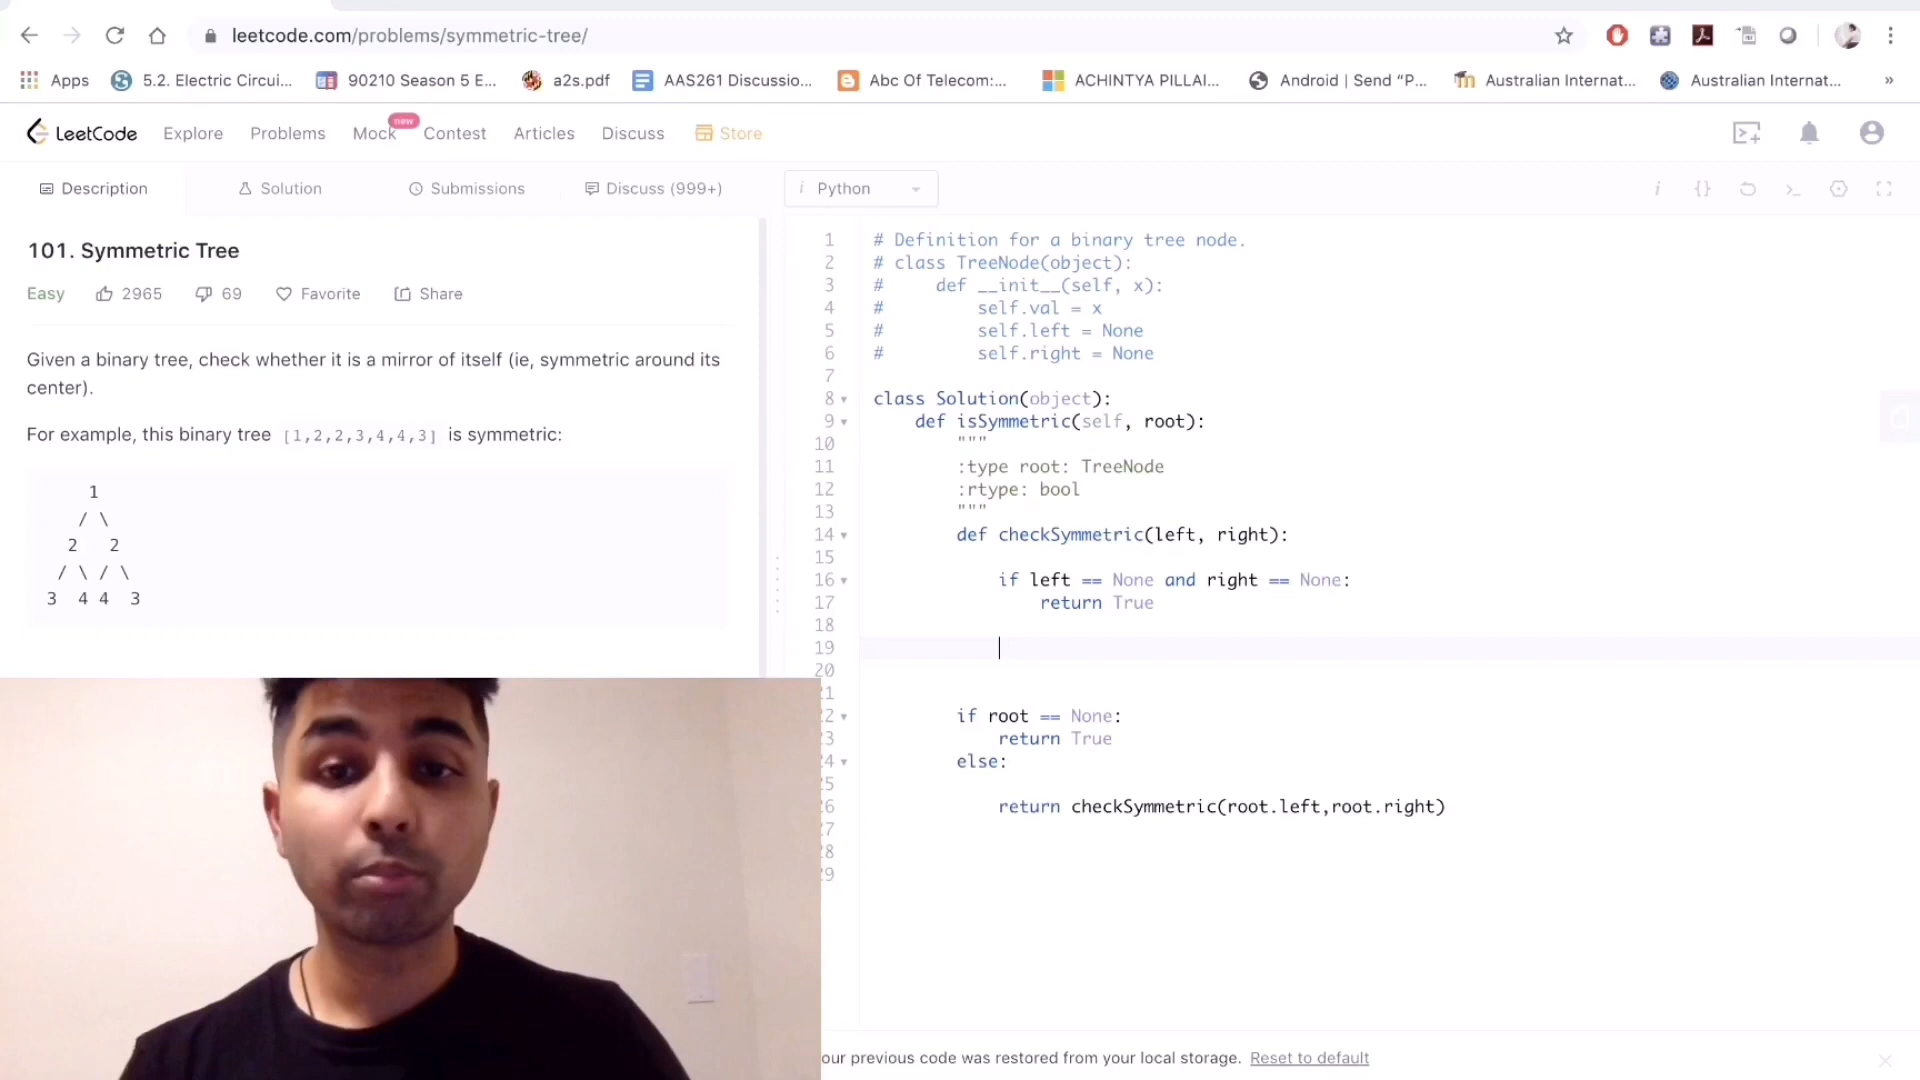 leetcode.com/problems/symmetric-tree/
Apps
5.2. Electric Circui...
90210 Season 5 E...
a2s.pdf
AAS261 Discussio...
Abc Of Telecom:...
ACHINTYA PILLAI...
Android | Send “P...
Australian Internat...
Australian Internat...
»
LeetCode
Explore
Problems
Mock
new
Contest
Articles
Discuss
Store
Description
Solution
Submissions
Discuss (999+)
i Python
101. Symmetric Tree
Easy
2965
69
Favorite
Share
Given a binary tree, check whether it is a mirror of itself (ie, symmetric around its
center).
For example, this binary tree [1,2,2,3,4,4,3] is symmetric:
1
/ \
2 2
/ \ / \
3 4 4 3
1 # Definition for a binary tree node.
2 # class TreeNode(object):
3 #     def __init__(self, x):
4 #         self.val = x
5 #         self.left = None
6 #         self.right = None
7
8 class Solution(object):
9     def isSymmetric(self, root):
10         """
11         :type root: TreeNode
12         :rtype: bool
13         """
14         def checkSymmetric(left, right):
15
16             if left == None and right == None:
17                 return True
18
19
20
1
2         if root == None:
3             return True
4         else:
5
6             return checkSymmetric(root.left,root.right)
7
8
9
our previous code was restored from your local storage. Reset to default